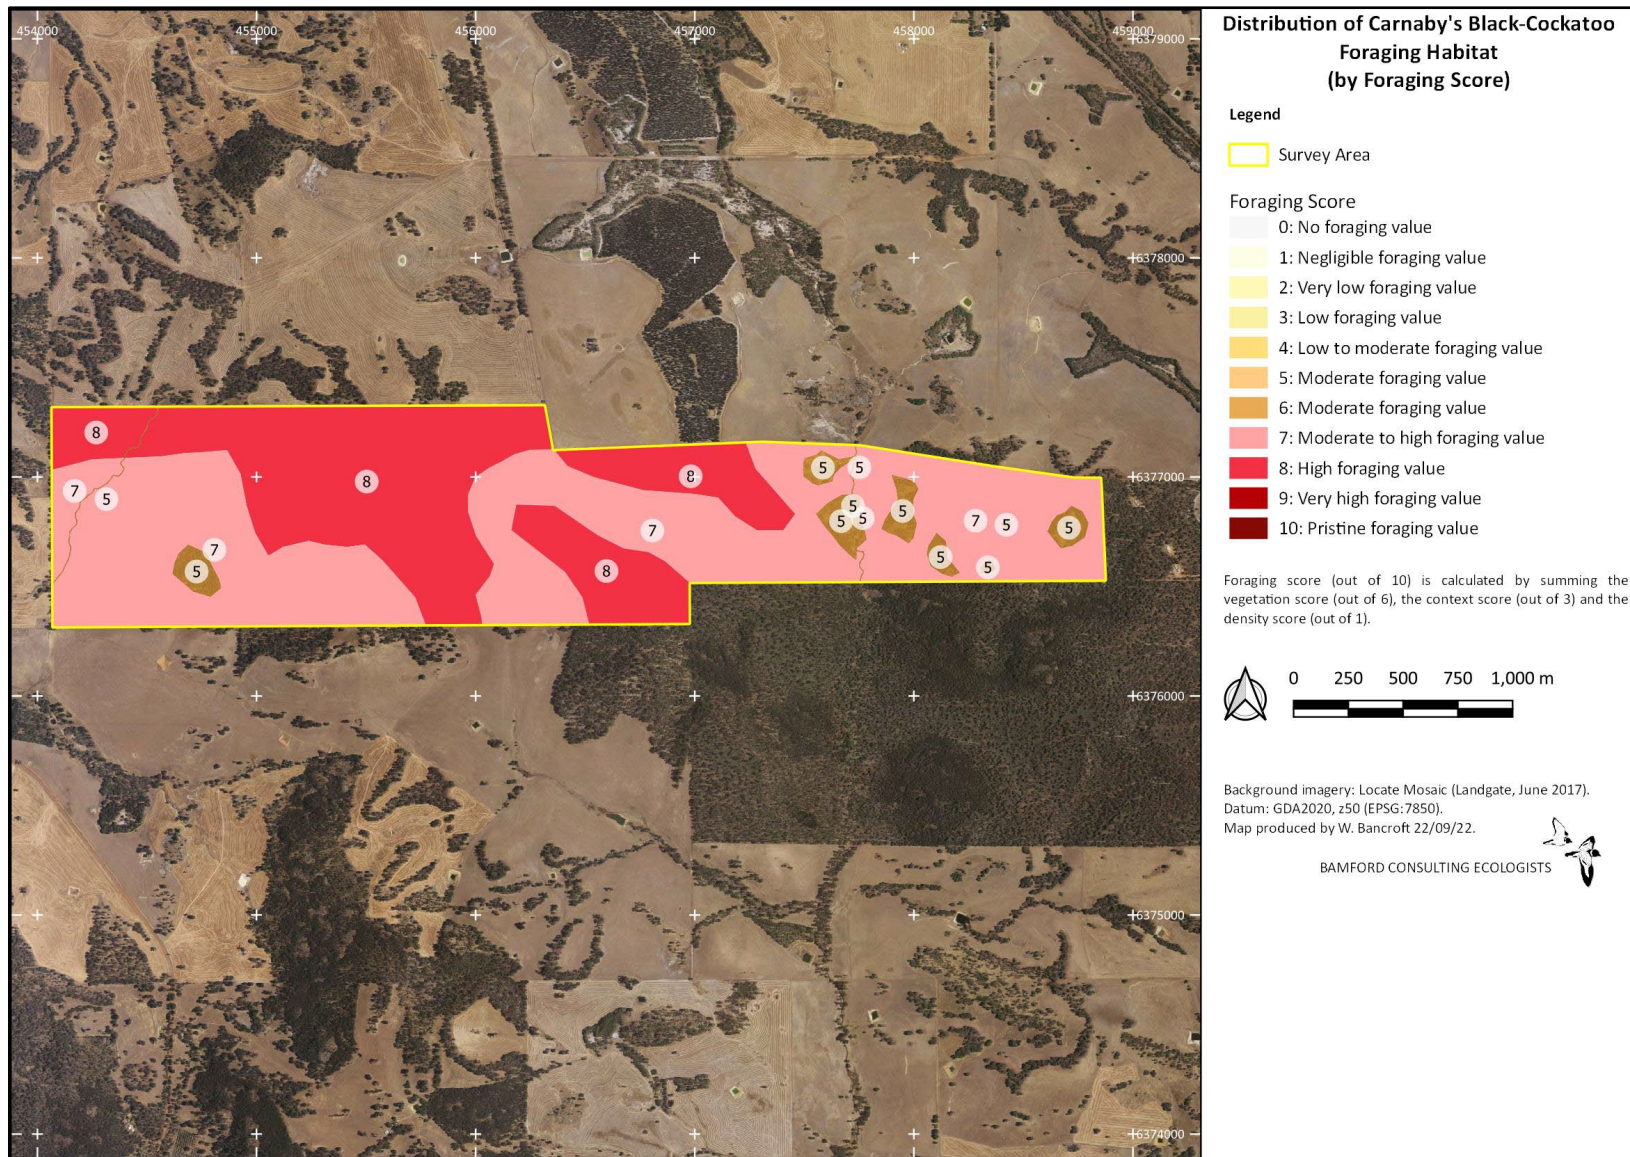 454000 455000 456000 457000 458000 459000
6379000
6378000
6377000
6376000
6375000
6374000
8
8
8
5
5
7
5
7
5
5
5
5
5
7
5
5
7
7
5
8
5
5
Distribution of Carnaby's Black-Cockatoo
Foraging Habitat
(by Foraging Score)
Legend
Survey Area
Foraging Score
0: No foraging value
1: Negligible foraging value
2: Very low foraging value
3: Low foraging value
4: Low to moderate foraging value
5: Moderate foraging value
6: Moderate foraging value
7: Moderate to high foraging value
8: High foraging value
9: Very high foraging value
10: Pristine foraging value
Foraging score (out of 10) is calculated by summing the
vegetation score (out of 6), the context score (out of 3) and the
density score (out of 1).
0 250 500 750 1,000 m
Background imagery: Locate Mosaic (Landgate, June 2017).
Datum: GDA2020, z50 (EPSG:7850).
Map produced by W. Bancroft 22/09/22.
BAMFORD CONSULTING ECOLOGISTS